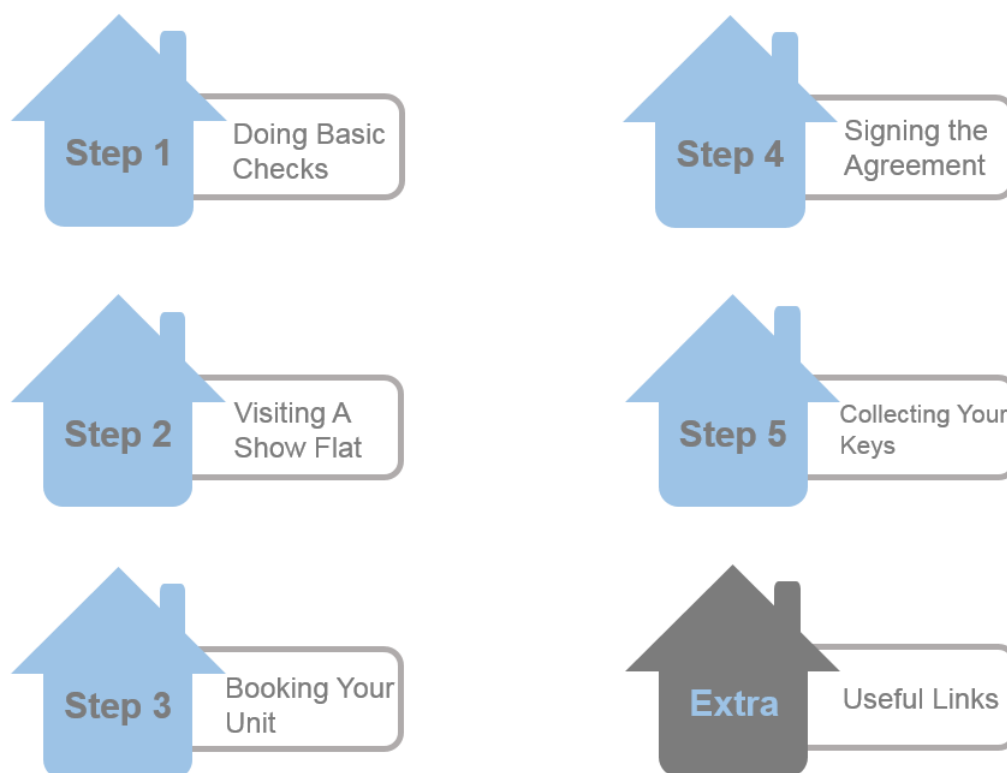 Step 1
Doing Basic
Checks
Step 2
Visiting A
Show Flat
Step 3
Booking Your
Unit
Step 4
Signing the
Agreement
Step 5
Collecting Your
Keys
Extra
Useful Links